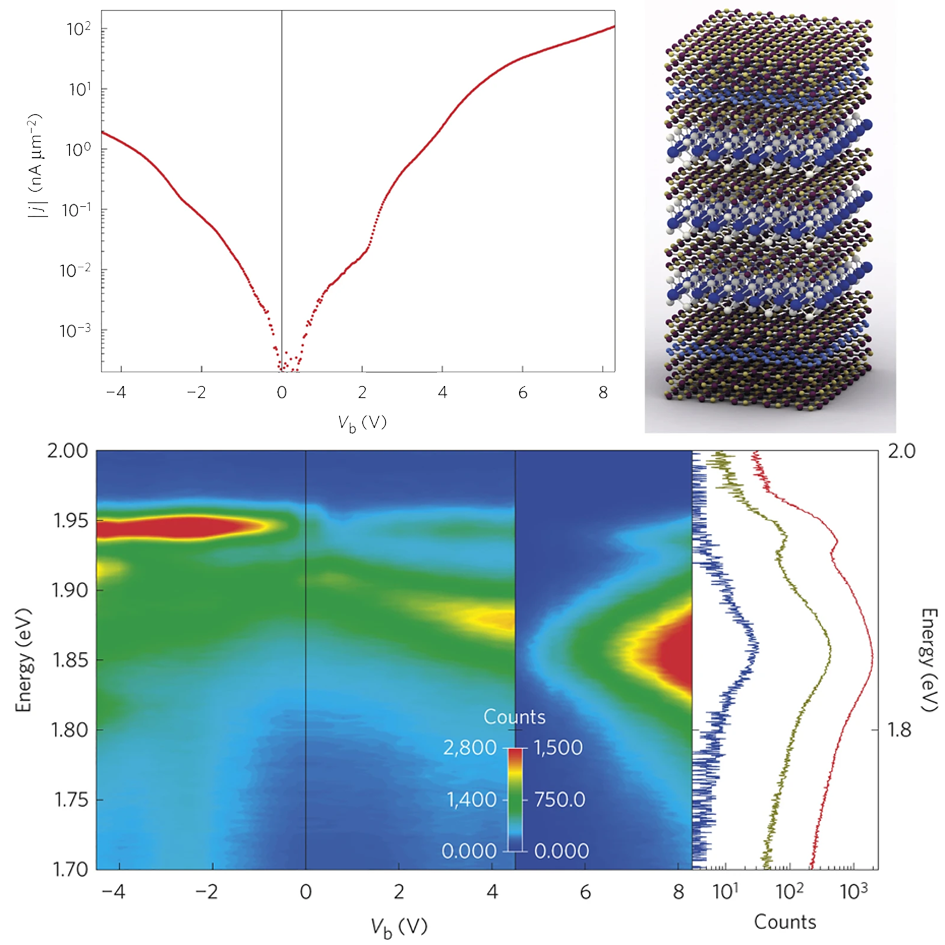 10²
10¹
10⁰
10⁻¹
10⁻²
10⁻³
|j| (nA μm⁻²)
−4 −2 0 2 4 6 8
V_b (V)
2.00
1.95
1.90
1.85
1.80
1.75
1.70
Energy (eV)
Counts
2,800 1,500
1,400 750.0
0.000 0.000
−4 −2 0 2 4 6 8
V_b (V)
2.0
1.8
Energy (eV)
10¹ 10² 10³
Counts